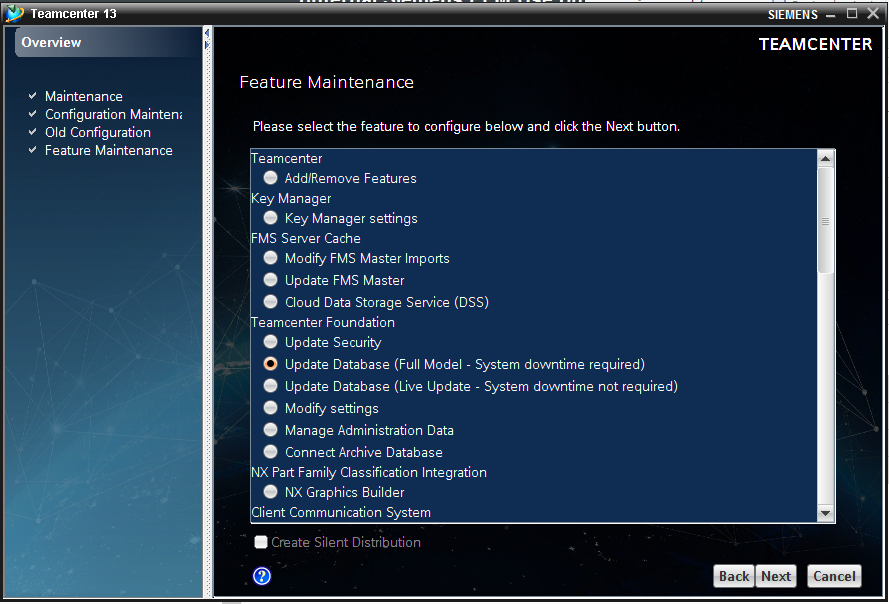 Teamcenter 13
SIEMENS
Overview
TEAMCENTER
Maintenance
Configuration Maintena
Old Configuration
Feature Maintenance
Feature Maintenance
Please select the feature to configure below and click the Next button.
Teamcenter
Add/Remove Features
Key Manager
Key Manager settings
FMS Server Cache
Modify FMS Master Imports
Update FMS Master
Cloud Data Storage Service (DSS)
Teamcenter Foundation
Update Security
Update Database (Full Model - System downtime required)
Update Database (Live Update - System downtime not required)
Modify settings
Manage Administration Data
Connect Archive Database
NX Part Family Classification Integration
NX Graphics Builder
Client Communication System
Create Silent Distribution
?
Back
Next
Cancel